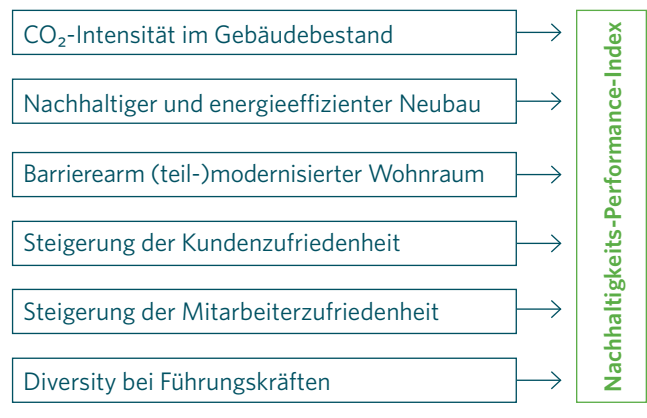 CO₂-Intensität im Gebäudebestand
Nachhaltiger und energieeffizienter Neubau
Barrierearm (teil-)modernisierter Wohnraum
Steigerung der Kundenzufriedenheit
Steigerung der Mitarbeiterzufriedenheit
Diversity bei Führungskräften
Nachhaltigkeits-Performance-Index